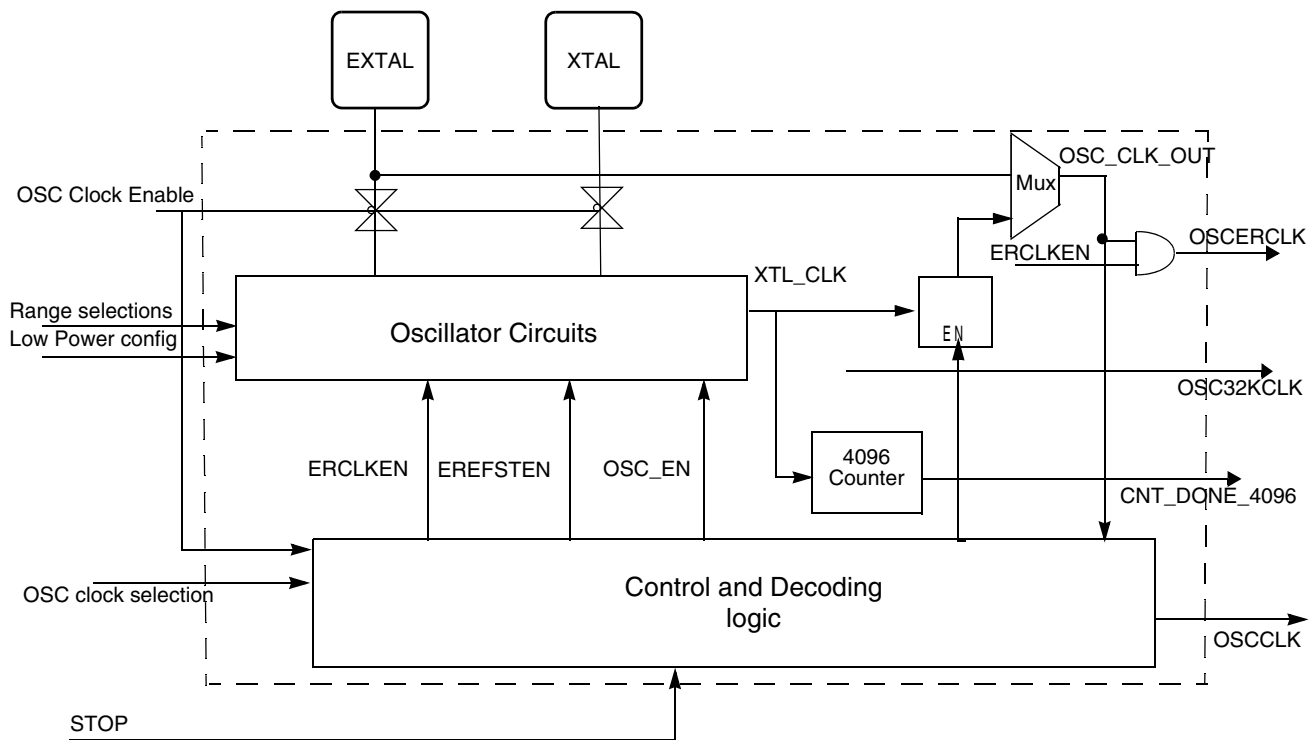 EXTAL
XTAL
OSC_CLK_OUT
Mux
OSC Clock Enable
OSCERCLK
ERCLKEN
XTL_CLK
Range selections
Oscillator Circuits
Low Power config
EN
OSC32KCLK
ERCLKEN
EREFSTEN
OSC_EN
4096
Counter
CNT_DONE_4096
Control and Decoding
logic
OSC clock selection
OSCCLK
STOP